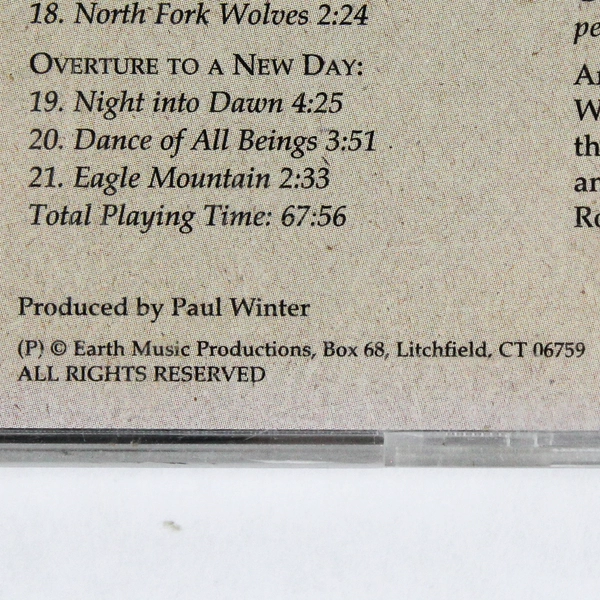 18. North Fork Wolves 2:24
OVERTURE TO A NEW DAY:
19. Night into Dawn 4:25
20. Dance of All Beings 3:51
21. Eagle Mountain 2:33
Total Playing Time: 67:56
Produced by Paul Winter
(P) © Earth Music Productions, Box 68, Litchfield, CT 06759
ALL RIGHTS RESERVED